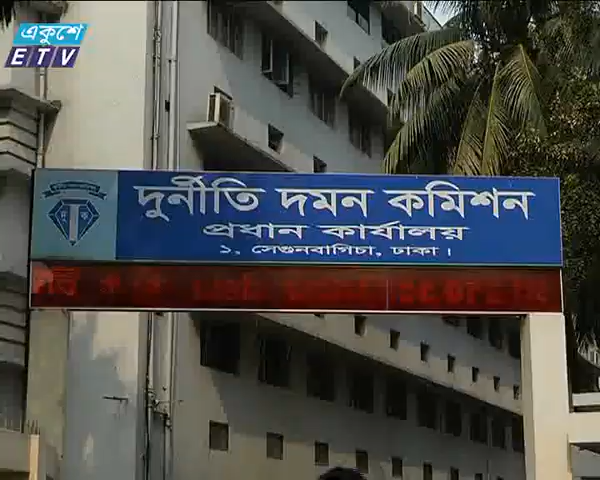 একুশে
ETV
দুর্নীতি দমন কমিশন
প্রধান কার্যালয়
১, সেগুনবাগিচা, ঢাকা।